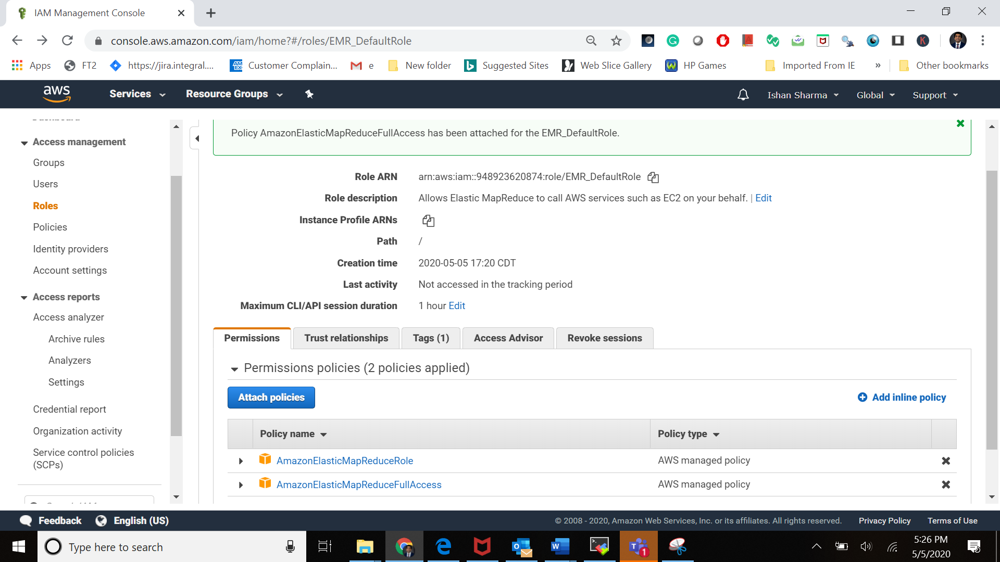 IAM Management Console
console.aws.amazon.com/iam/home?#/roles/EMR_DefaultRole
Apps FT2 https://jira.integral.... Customer Complain... e New folder Suggested Sites Web Slice Gallery HP Games Imported From IE » Other bookmarks
aws Services Resource Groups Ishan Sharma Global Support
Access management
Groups
Users
Roles
Policies
Identity providers
Account settings
Access reports
Access analyzer
Archive rules
Analyzers
Settings
Credential report
Organization activity
Service control policies
(SCPs)
Policy AmazonElasticMapReduceFullAccess has been attached for the EMR_DefaultRole.
Role ARN arn:aws:iam::948923620874:role/EMR_DefaultRole
Role description Allows Elastic MapReduce to call AWS services such as EC2 on your behalf. | Edit
Instance Profile ARNs
Path /
Creation time 2020-05-05 17:20 CDT
Last activity Not accessed in the tracking period
Maximum CLI/API session duration 1 hour Edit
Permissions Trust relationships Tags (1) Access Advisor Revoke sessions
Permissions policies (2 policies applied)
Attach policies Add inline policy
Policy name Policy type
AmazonElasticMapReduceRole AWS managed policy
AmazonElasticMapReduceFullAccess AWS managed policy
Feedback English (US) © 2008 - 2020, Amazon Web Services, Inc. or its affiliates. All rights reserved. Privacy Policy Terms of Use
Type here to search
5:26 PM
5/5/2020